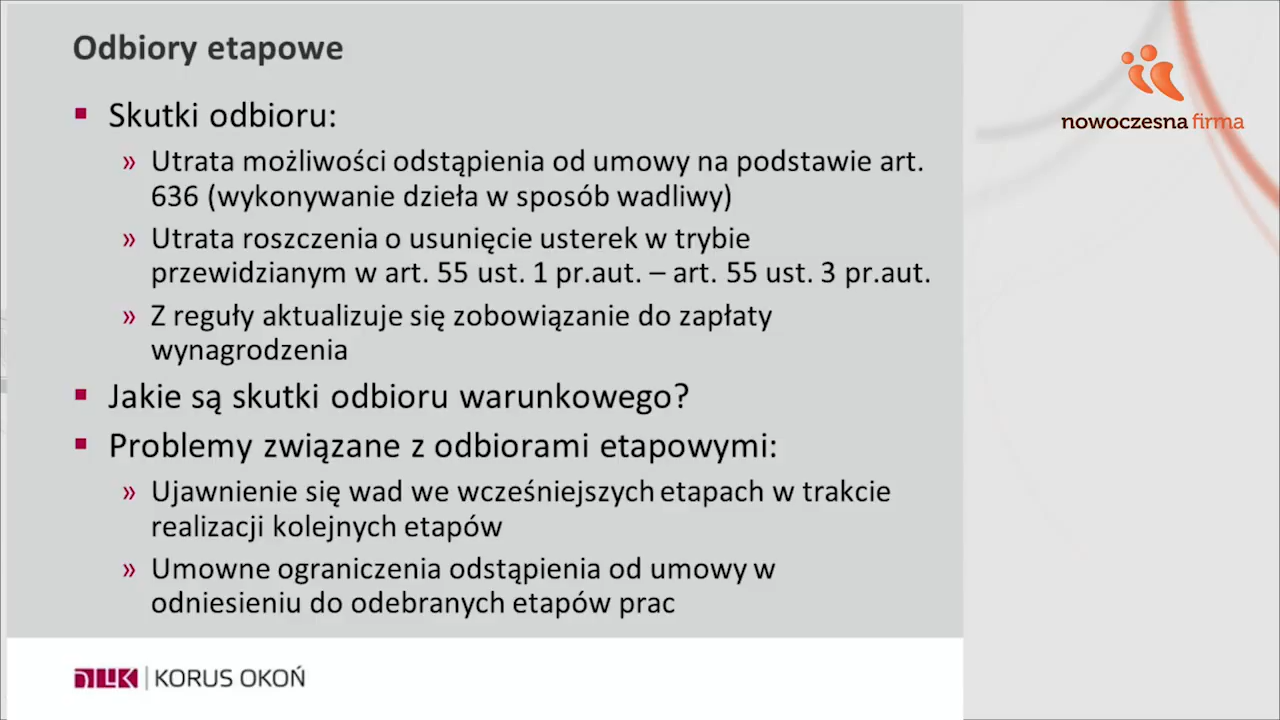 Odbiory etapowe
Skutki odbioru:
» Utrata możliwości odstąpienia od umowy na podstawie art.
636 (wykonywanie dzieła w sposób wadliwy)
» Utrata roszczenia o usunięcie usterek w trybie
przewidzianym w art. 55 ust. 1 pr.aut. – art. 55 ust. 3 pr.aut.
» Z reguły aktualizuje się zobowiązanie do zapłaty
wynagrodzenia
Jakie są skutki odbioru warunkowego?
Problemy związane z odbiorami etapowymi:
» Ujawnienie się wad we wcześniejszych etapach w trakcie
realizacji kolejnych etapów
» Umowne ograniczenia odstąpienia od umowy w
odniesieniu do odebranych etapów prac
KORUS OKOŃ
nowoczesna firma